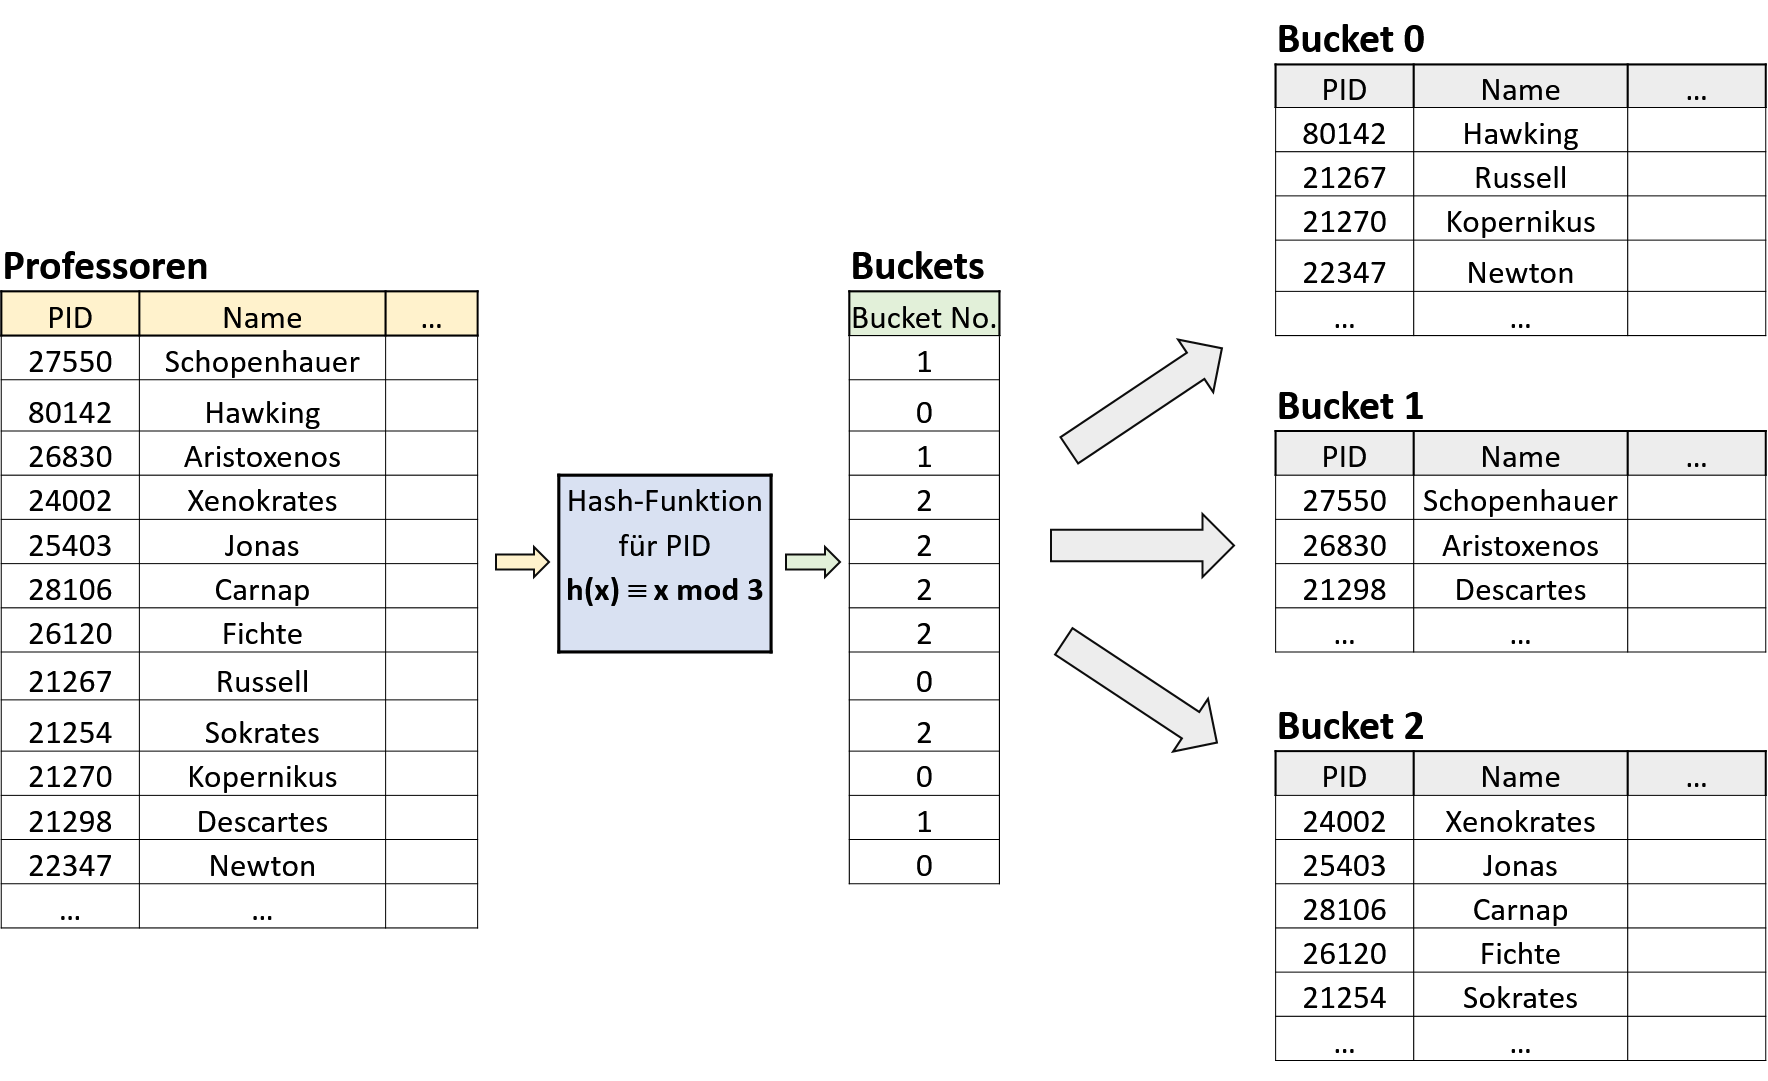 Professoren
PID Name ...
27550 Schopenhauer
80142 Hawking
26830 Aristoxenos
24002 Xenokrates
25403 Jonas
28106 Carnap
26120 Fichte
21267 Russell
21254 Sokrates
21270 Kopernikus
21298 Descartes
22347 Newton
... ...
Hash-Funktion
für PID
h(x) ≡ x mod 3
Buckets
Bucket No.
1
0
1
2
2
2
2
0
2
0
1
0
Bucket 0
PID Name ...
80142 Hawking
21267 Russell
21270 Kopernikus
22347 Newton
... ...
Bucket 1
PID Name ...
27550 Schopenhauer
26830 Aristoxenos
21298 Descartes
... ...
Bucket 2
PID Name ...
24002 Xenokrates
25403 Jonas
28106 Carnap
26120 Fichte
21254 Sokrates
... ...